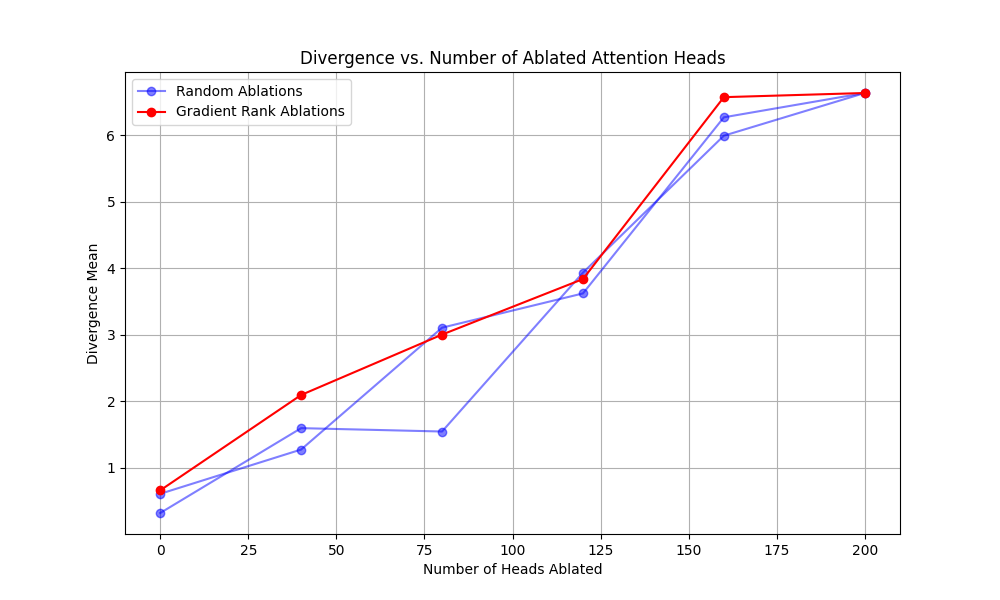 Divergence vs. Number of Ablated Attention Heads
Random Ablations
Gradient Rank Ablations
Divergence Mean
6
5
4
3
2
1
0 25 50 75 100 125 150 175 200
Number of Heads Ablated